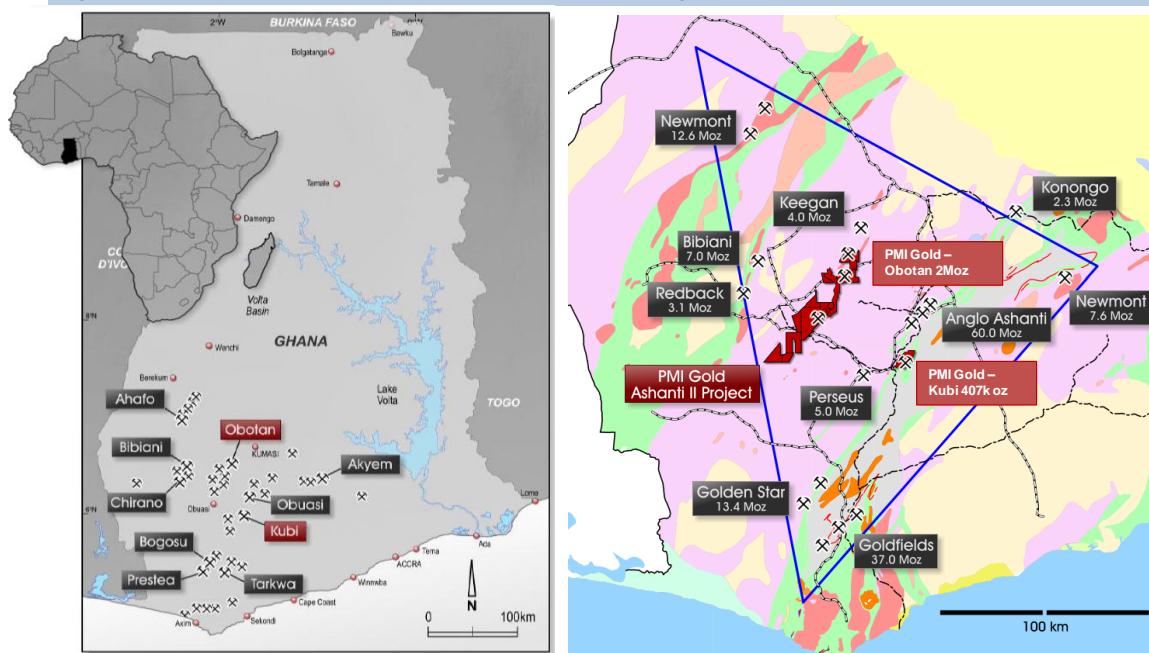 2°W
BURKINA FASO
Bawku
Bolgatanga
Tamale
Damongo
D'IVO
Volta
Basin
8°N
GHANA
Wenchi
Berekum
Lake
Volta
TOGO
Ahafo
Obotan
KUMASI
Bibiani
Akyem
Chirano
Obuasi
Obuasi
Lome
6°N
Kubi
Bogosu
Ada
Tema
ACCRA
Prestea
Tarkwa
Winnwba
Cape Coast
Axim
Sekondi
N
0
100km
Newmont
12.6 Moz
Konongo
2.3 Moz
Keegan
4.0 Moz
Bibiani
7.0 Moz
PMI Gold –
Obotan 2Moz
Redback
3.1 Moz
Newmont
7.6 Moz
Anglo Ashanti
60.0 Moz
PMI Gold
Ashanti II Project
PMI Gold –
Kubi 407k oz
Perseus
5.0 Moz
Golden Star
13.4 Moz
Goldfields
37.0 Moz
100 km